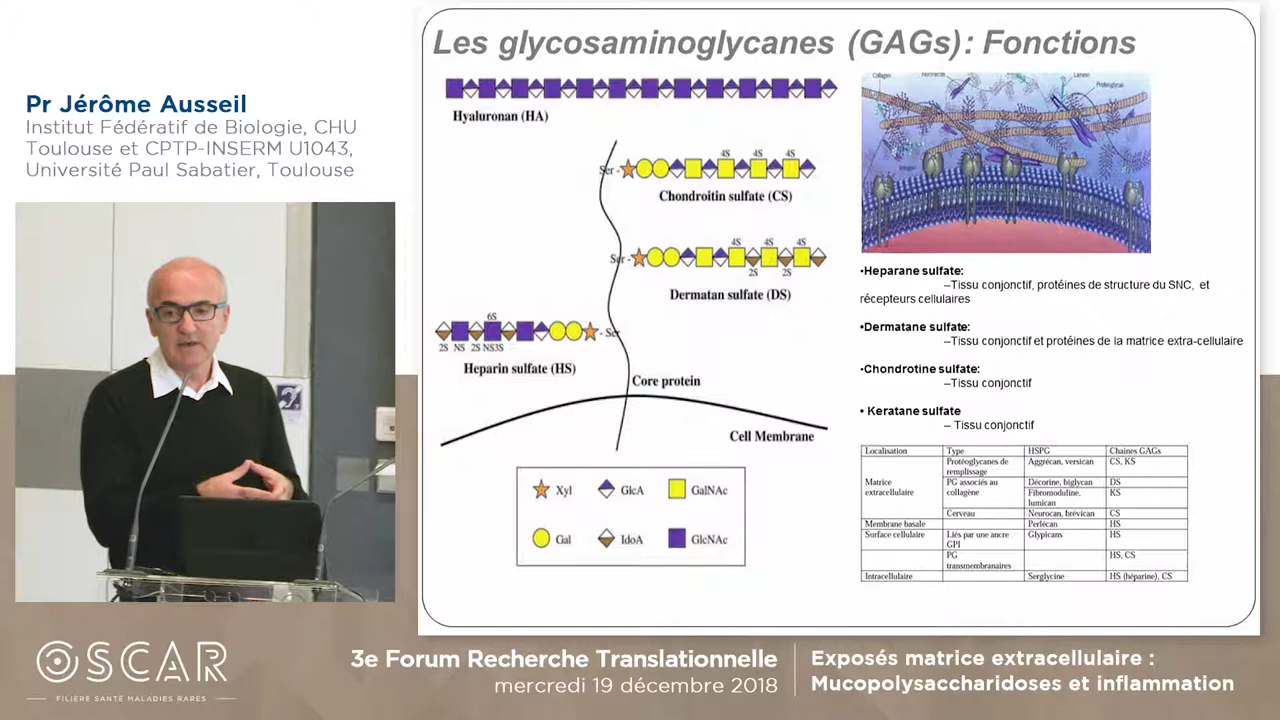 Les glycosaminoglycanes (GAGs): Fonctions
Pr Jérôme Ausseil
Institut Fédératif de Biologie, CHU
Toulouse et CPTP-INSERM U1043,
Université Paul Sabatier, Toulouse
Hyaluronan (HA)
4S 4S 4S
Ser -
Chondroitin sulfate (CS)
4S 4S 4S
Ser -
2S 2S
Dermatan sulfate (DS)
6S
- Ser
2S NS 2S NS3S
Heparin sulfate (HS)
Core protein
Cell Membrane
Xyl GlcA GalNAc
Gal IdoA GlcNAc
Collagen
Proteoglycan
•Heparane sulfate:
–Tissu conjonctif, protéines de structure du SNC, et
récepteurs cellulaires
•Dermatane sulfate:
–Tissu conjonctif et protéines de la matrice extra-cellulaire
•Chondrotine sulfate:
–Tissu conjonctif
• Keratane sulfate
– Tissu conjonctif
Localisation Type HSPG Chaines GAGs
Protéoglycanes de Aggrécan, versican CS, KS
remplissage
Matrice PG associés au Décorine, biglycan DS
extracellulaire collagène Fibromoduline, KS
lumican
Cerveau Neurocan, brévican CS
Membrane basale Perlécan HS
Surface cellulaire Liés par une ancre Glypicans HS
GPI
PG HS, CS
transmembranaires
Intracellulaire Serglycine HS (héparine), CS
OSCAR
FILIÈRE SANTÉ MALADIES RARES
3e Forum Recherche Translationnelle
mercredi 19 décembre 2018
Exposés matrice extracellulaire :
Mucopolysaccharidoses et inflammation